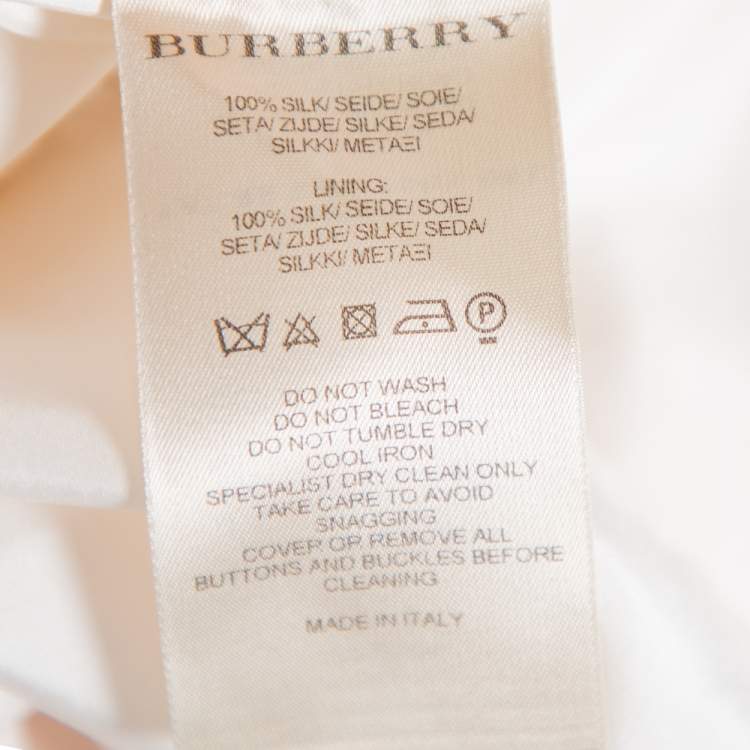 BURBERRY
100% SILK/ SEIDE/ SOIE/
SETA/ ZIJDE/ SILKE/ SEDA/
SILKKI/ ΜΕΤΑΞΙ
LINING:
100% SILK/ SEIDE/ SOIE/
SETA/ ZIJDE/ SILKE/ SEDA/
SILKKI/ ΜΕΤΑΞΙ
P
DO NOT WASH
DO NOT BLEACH
DO NOT TUMBLE DRY
COOL IRON
SPECIALIST DRY CLEAN ONLY
TAKE CARE TO AVOID
SNAGGING
COVER OR REMOVE ALL
BUTTONS AND BUCKLES BEFORE
CLEANING
MADE IN ITALY